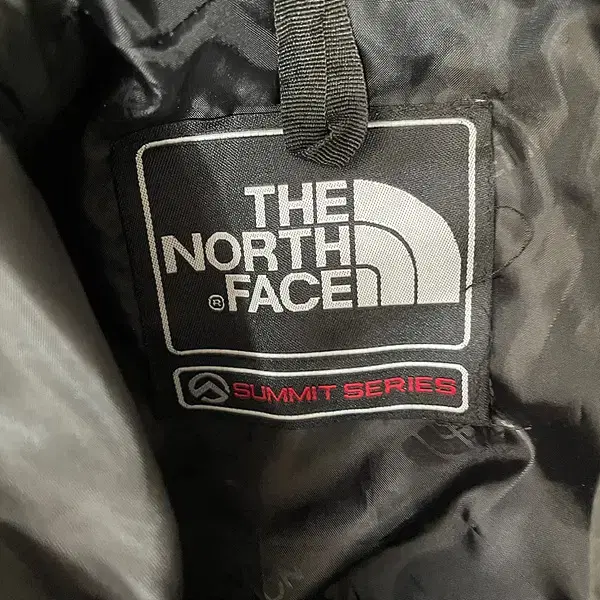 THE
NORTH
® FACE
SUMMIT SERIES